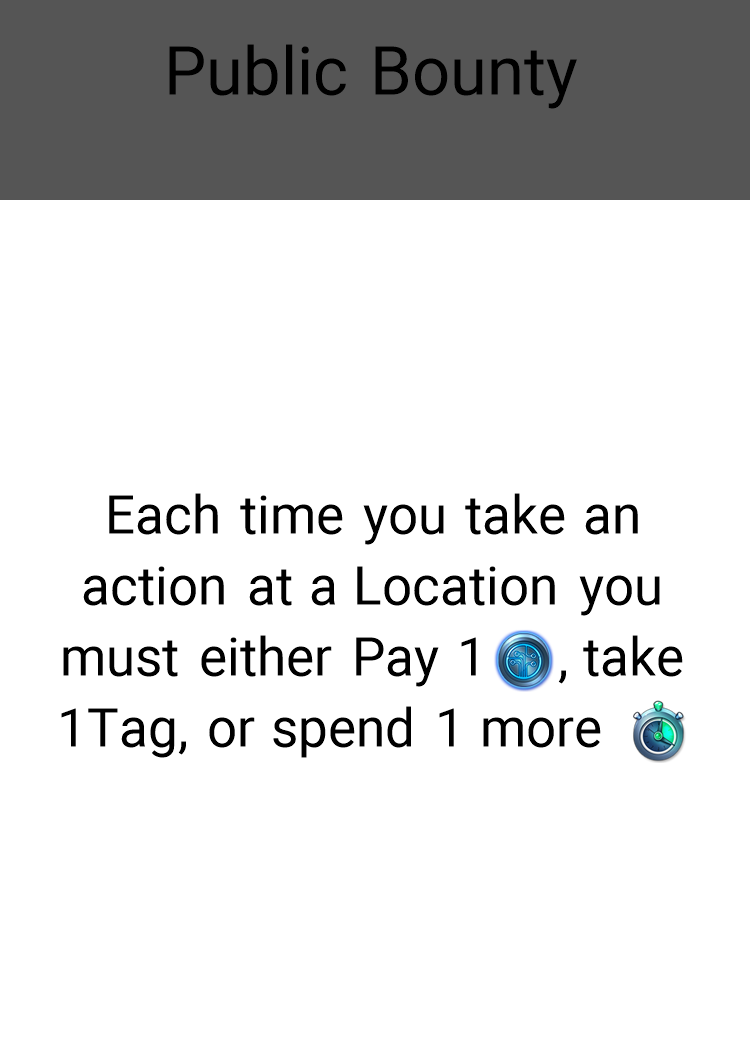 Public Bounty
Each time you take an
action at a Location you
must either Pay 1 , take
1Tag, or spend 1 more